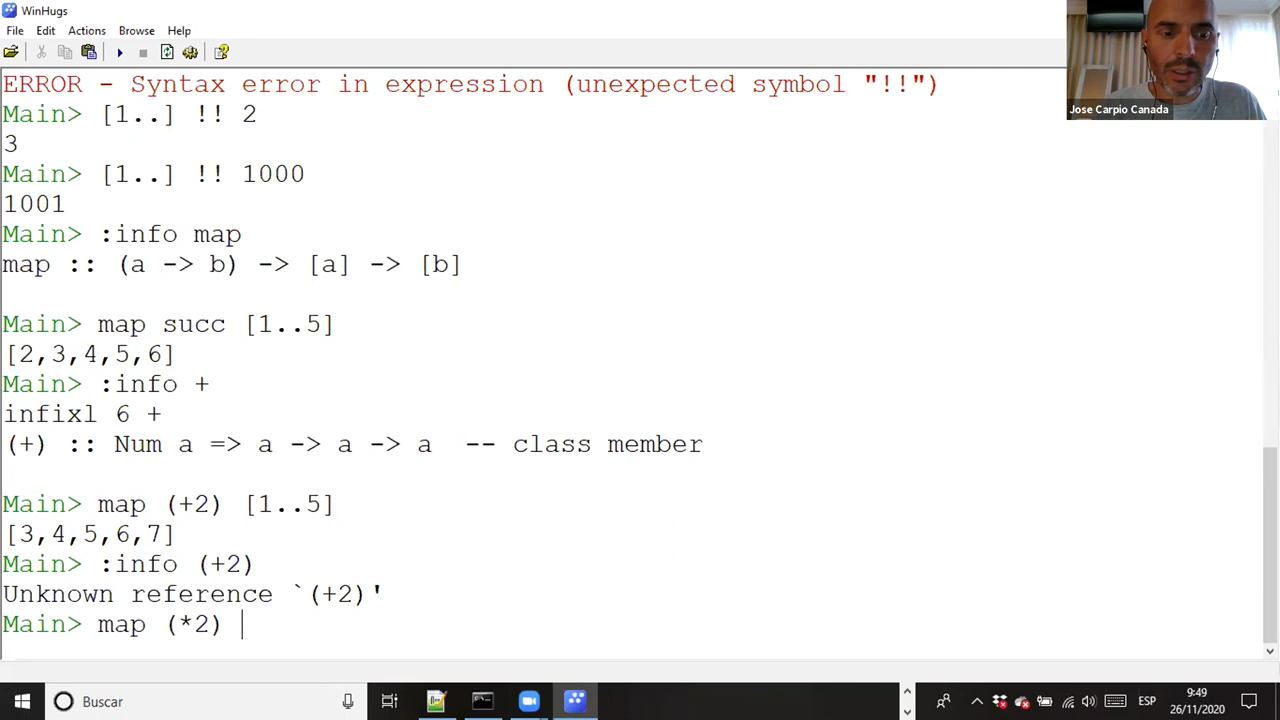 WinHugs
File Edit Actions Browse Help
ERROR - Syntax error in expression (unexpected symbol "!!")
Main> [1..] !! 2
3
Main> [1..] !! 1000
1001
Main> :info map
map :: (a -> b) -> [a] -> [b]
Main> map succ [1..5]
[2,3,4,5,6]
Main> :info +
infixl 6 +
(+) :: Num a => a -> a -> a  -- class member
Main> map (+2) [1..5]
[3,4,5,6,7]
Main> :info (+2)
Unknown reference `(+2)'
Main> map (*2)
Jose Carpio Canada
Buscar
ESP
9:49
26/11/2020